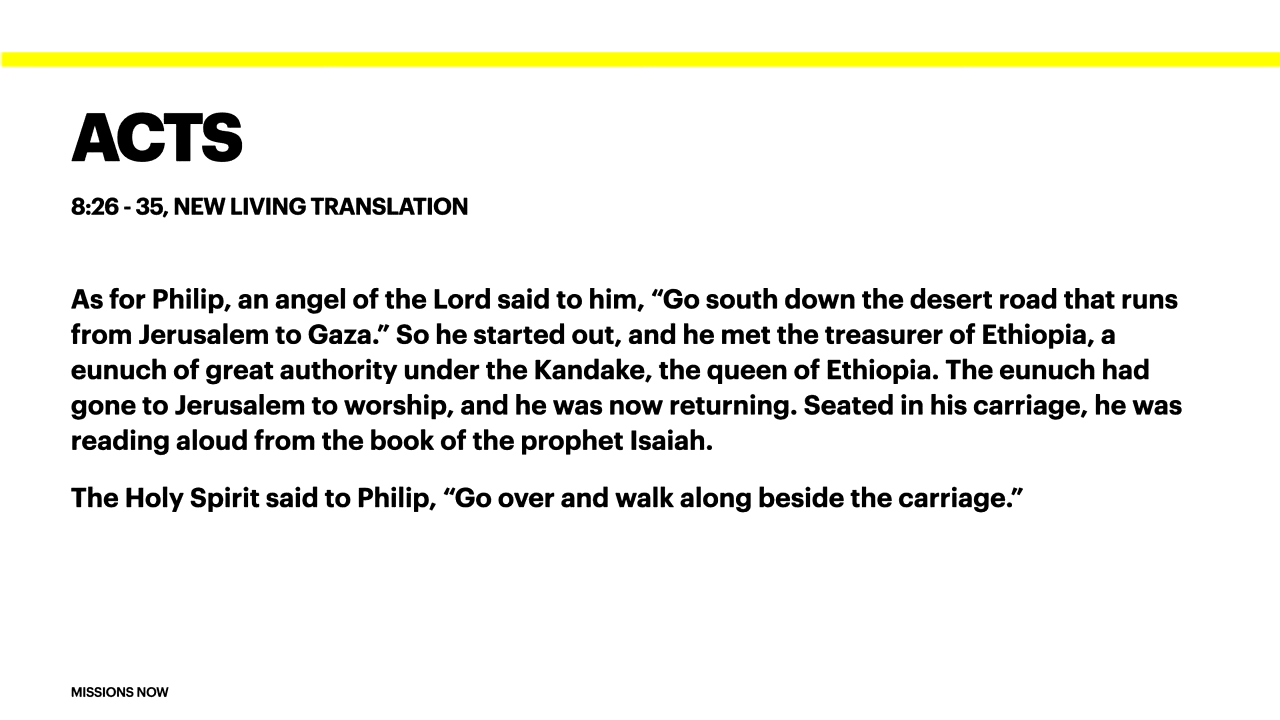 ACTS
8:26 - 35, NEW LIVING TRANSLATION
As for Philip, an angel of the Lord said to him, “Go south down the desert road that runs
from Jerusalem to Gaza.” So he started out, and he met the treasurer of Ethiopia, a
eunuch of great authority under the Kandake, the queen of Ethiopia. The eunuch had
gone to Jerusalem to worship, and he was now returning. Seated in his carriage, he was
reading aloud from the book of the prophet Isaiah.
The Holy Spirit said to Philip, “Go over and walk along beside the carriage.”
MISSIONS NOW